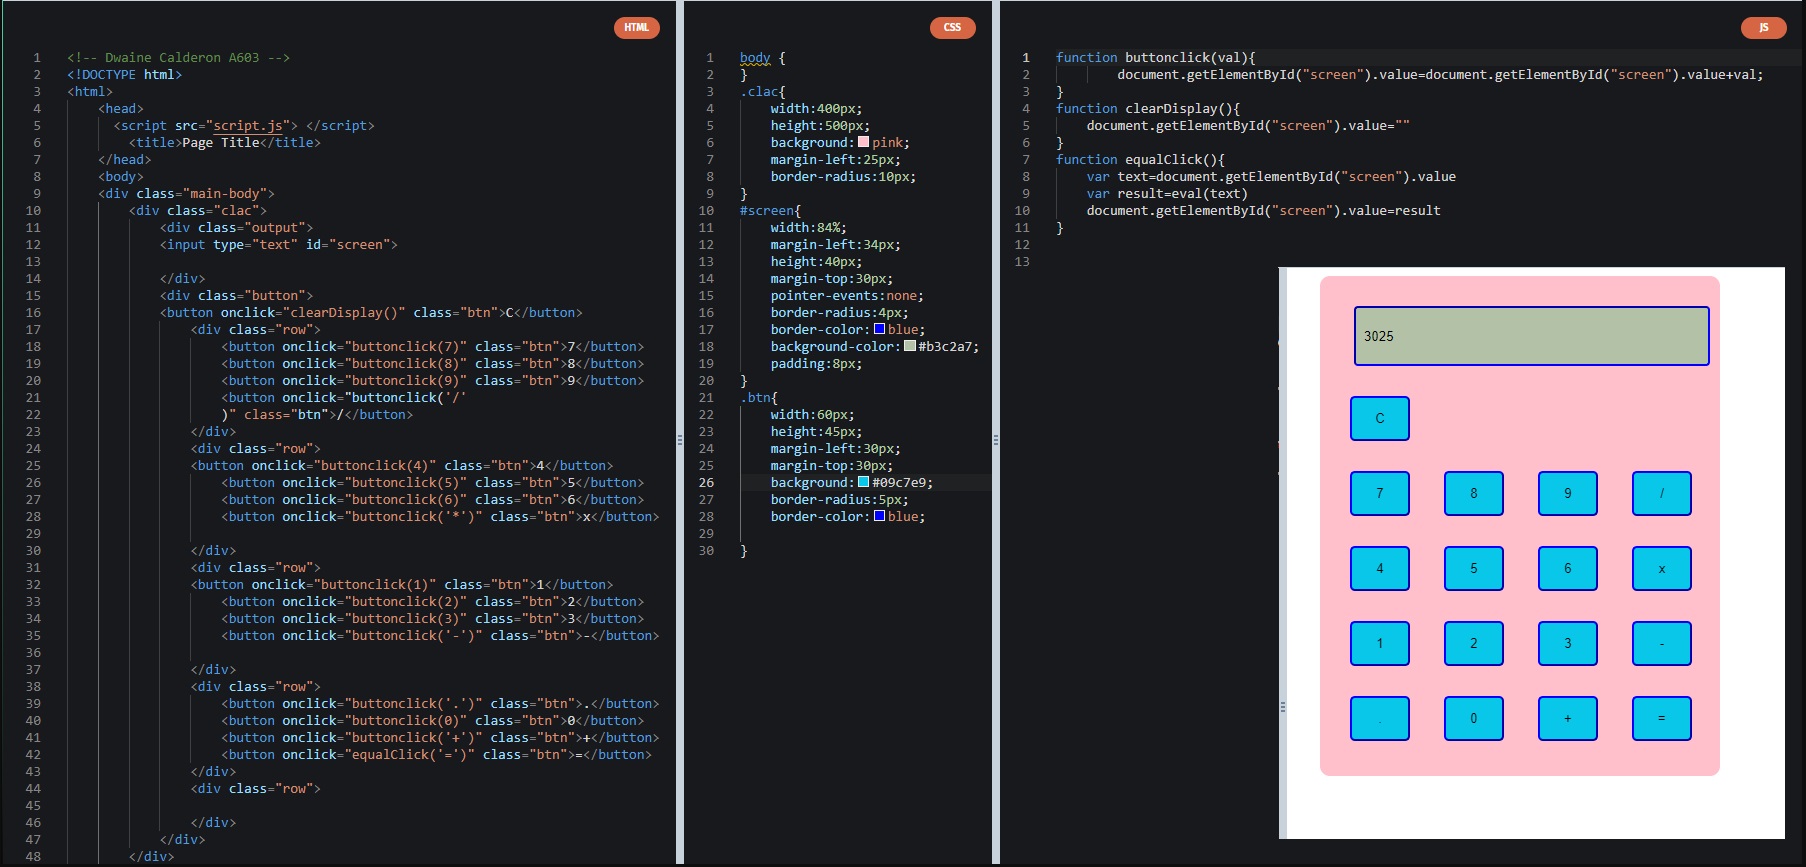 HTML
1 <!-- Dwaine Calderon A603 -->
2 <!DOCTYPE html>
3 <html>
4 <head>
5 <script src="script.js"> </script>
6 <title>Page Title</title>
7 </head>
8 <body>
9 <div class="main-body">
10 <div class="clac">
11 <div class="output">
12 <input type="text" id="screen">
13
14 </div>
15 <div class="button">
16 <button onclick="clearDisplay()" class="btn">C</button>
17 <div class="row">
18 <button onclick="buttonclick(7)" class="btn">7</button>
19 <button onclick="buttonclick(8)" class="btn">8</button>
20 <button onclick="buttonclick(9)" class="btn">9</button>
21 <button onclick="buttonclick('/'
22 )" class="btn">/</button>
23 </div>
24 <div class="row">
25 <button onclick="buttonclick(4)" class="btn">4</button>
26 <button onclick="buttonclick(5)" class="btn">5</button>
27 <button onclick="buttonclick(6)" class="btn">6</button>
28 <button onclick="buttonclick('*')" class="btn">x</button>
29
30 </div>
31 <div class="row">
32 <button onclick="buttonclick(1)" class="btn">1</button>
33 <button onclick="buttonclick(2)" class="btn">2</button>
34 <button onclick="buttonclick(3)" class="btn">3</button>
35 <button onclick="buttonclick('-')" class="btn">-</button>
36
37 </div>
38 <div class="row">
39 <button onclick="buttonclick('.')" class="btn">.</button>
40 <button onclick="buttonclick(0)" class="btn">0</button>
41 <button onclick="buttonclick('+')" class="btn">+</button>
42 <button onclick="equalClick('=')" class="btn">=</button>
43 </div>
44 <div class="row">
45
46 </div>
47 </div>
48 </div>
CSS
1 body {
2 }
3 .clac{
4 width:400px;
5 height:500px;
6 background:pink;
7 margin-left:25px;
8 border-radius:10px;
9 }
10 #screen{
11 width:84%;
12 margin-left:34px;
13 height:40px;
14 margin-top:30px;
15 pointer-events:none;
16 border-radius:4px;
17 border-color:blue;
18 background-color:#b3c2a7;
19 padding:8px;
20 }
21 .btn{
22 width:60px;
23 height:45px;
24 margin-left:30px;
25 margin-top:30px;
26 background:#09c7e9;
27 border-radius:5px;
28 border-color:blue;
29
30 }
JS
1 function buttonclick(val){
2 document.getElementById("screen").value=document.getElementById("screen").value+val;
3 }
4 function clearDisplay(){
5 document.getElementById("screen").value=""
6 }
7 function equalClick(){
8 var text=document.getElementById("screen").value
9 var result=eval(text)
10 document.getElementById("screen").value=result
11 }
12
13
3025
C
7 8 9 /
4 5 6 x
1 2 3 -
. 0 + =